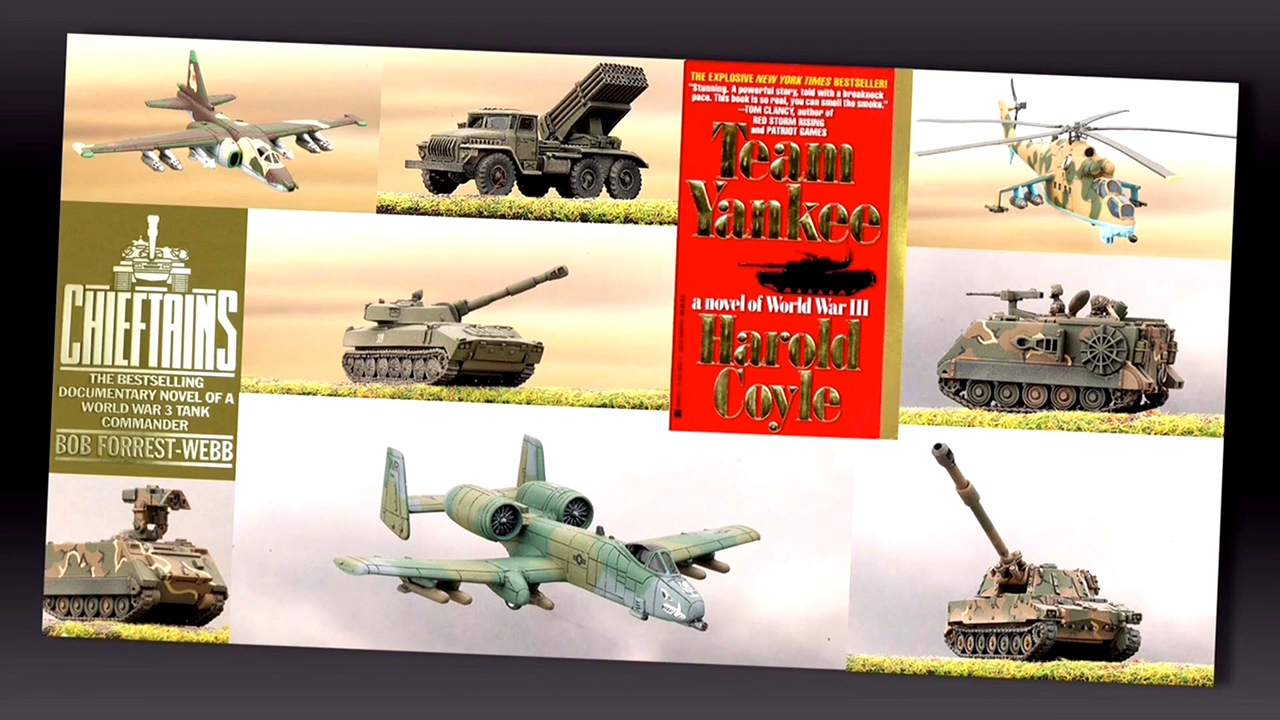 THE EXPLOSIVE NEW YORK TIMES BESTSELLER!
"Stunning. A powerful story, told with a breakneck
pace. This book is so real, you can smell the smoke."
—TOM CLANCY, author of
RED STORM RISING
and PATRIOT GAMES
Team
Yankee
a novel of World War III
Harold
Coyle
CHIEFTAINS
THE BESTSELLING
DOCUMENTARY NOVEL OF A
WORLD WAR 3 TANK
COMMANDER
BOB FORREST-WEBB